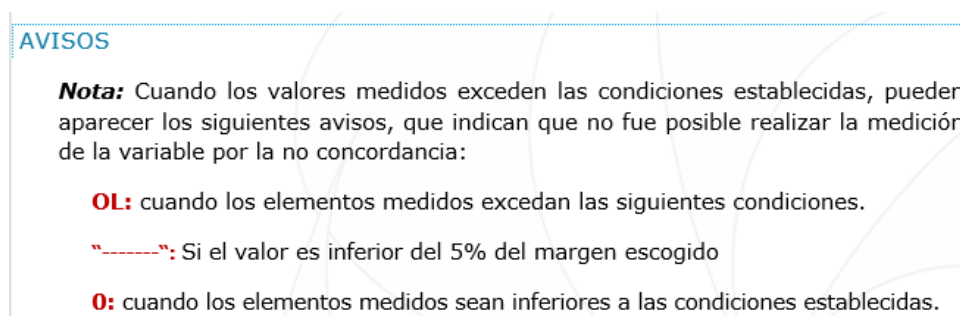 AVISOS
Nota: Cuando los valores medidos exceden las condiciones establecidas, pueden
aparecer los siguientes avisos, que indican que no fue posible realizar la medición
de la variable por la no concordancia:
OL: cuando los elementos medidos excedan las siguientes condiciones.
“-------“: Si el valor es inferior del 5% del margen escogido
0: cuando los elementos medidos sean inferiores a las condiciones establecidas.